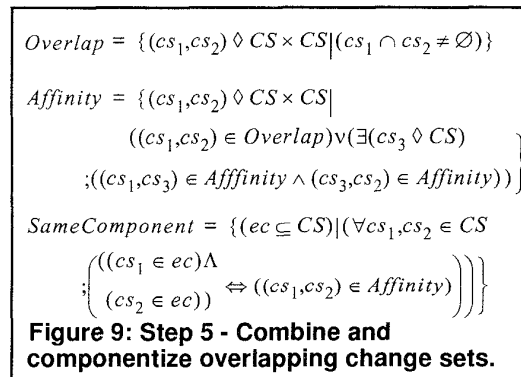 Overlap = {(cs₁,cs₂) ◊ CS × CS|(cs₁ ∩ cs₂ ≠ ∅)}
Affinity = {(cs₁,cs₂) ◊ CS × CS|
((cs₁,cs₂) ∈ Overlap)v(∃(cs₃ ◊ CS)
;((cs₁,cs₃) ∈ Afffinity ∧ (cs₃,cs₂) ∈ Affinity))}
SameComponent = {(ec ⊆ CS)|(∀cs₁,cs₂ ∈ CS
;(((cs₁ ∈ ec)Λ
(cs₂ ∈ ec)) ⇔ ((cs₁,cs₂) ∈ Affinity)))}
Figure 9: Step 5 - Combine and
componentize overlapping change sets.